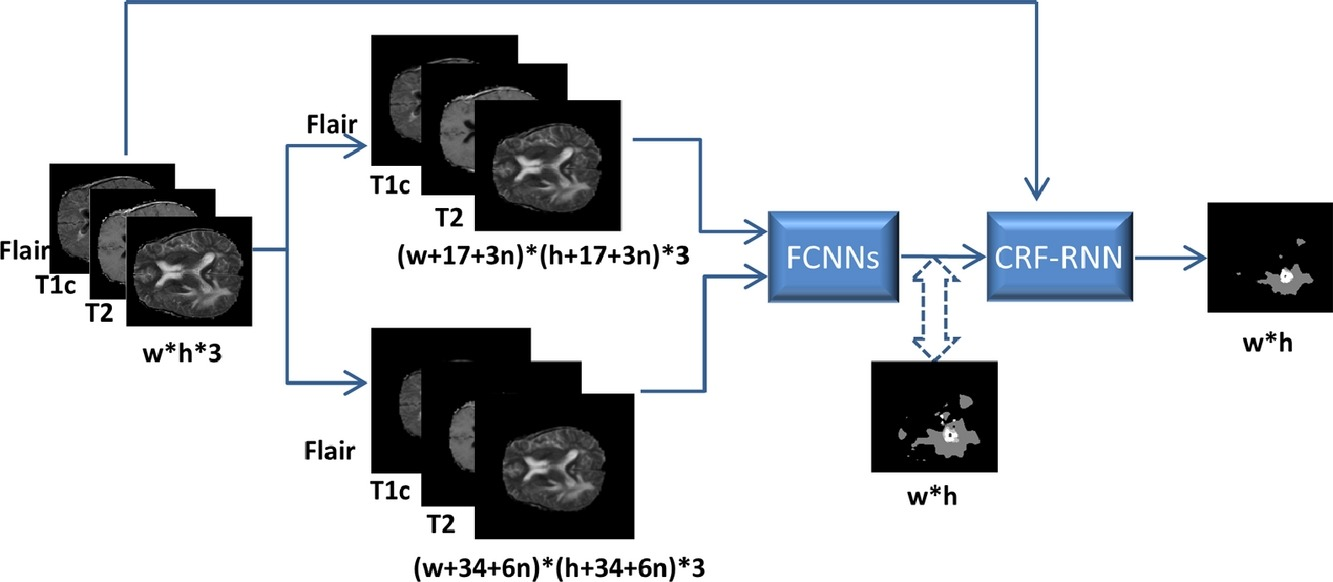 Flair
T1c
T2
w*h*3
Flair
T1c
T2
(w+17+3n)*(h+17+3n)*3
Flair
T1c
T2
(w+34+6n)*(h+34+6n)*3
FCNNs
CRF-RNN
w*h
w*h